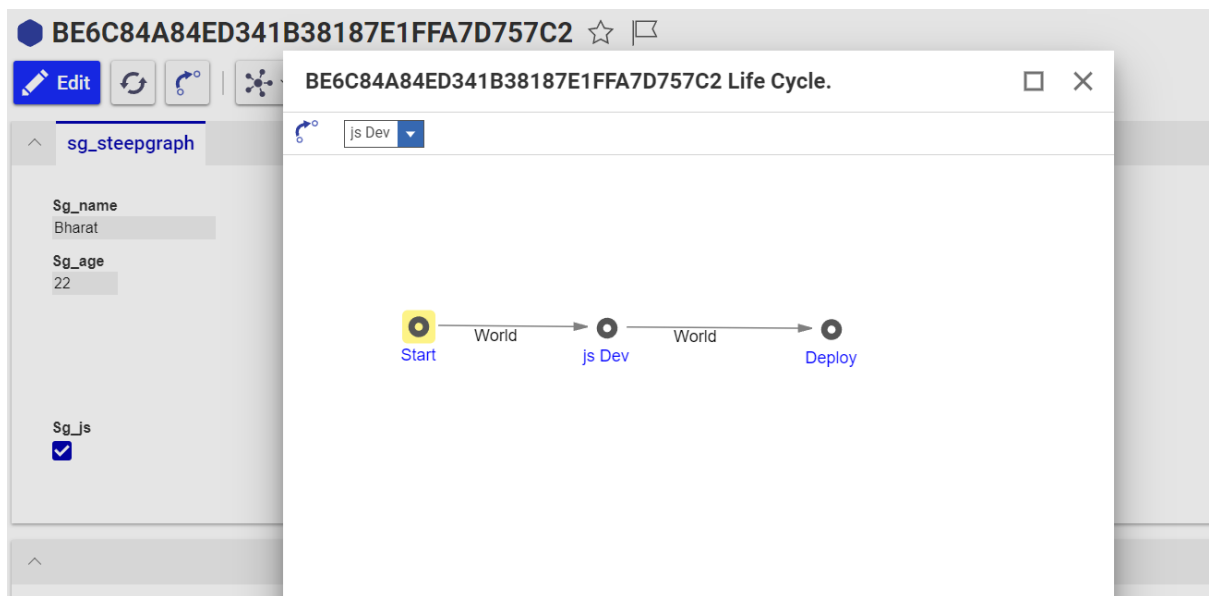 BE6C84A84ED341B38187E1FFA7D757C2
Edit
BE6C84A84ED341B38187E1FFA7D757C2 Life Cycle.
js Dev
sg_steepgraph
Sg_name
Bharat
Sg_age
22
World
World
Start
js Dev
Deploy
Sg_js